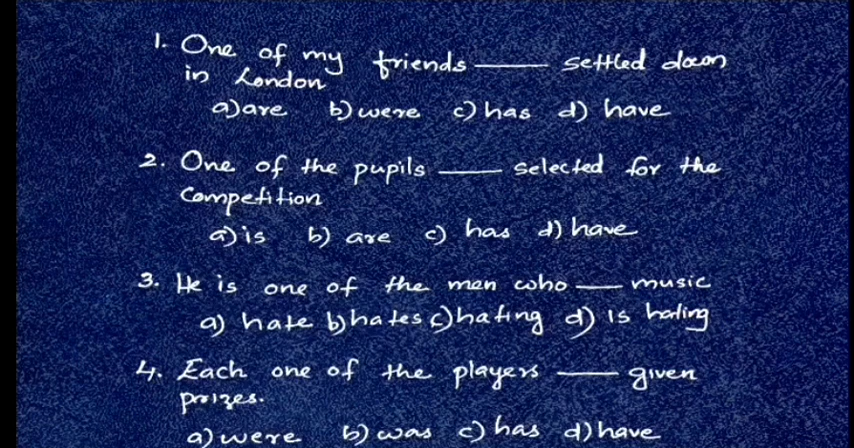 1. One of my friends ——— settled down
in London
a) are b) were c) has d) have
2. One of the pupils ——— selected for the
Competition
a) is b) are c) has d) have
3. He is one of the men who —— music
a) hate b) hates c) hating d) is hating
4. Each one of the players ——— given
prizes.
a) were b) was c) has d) have